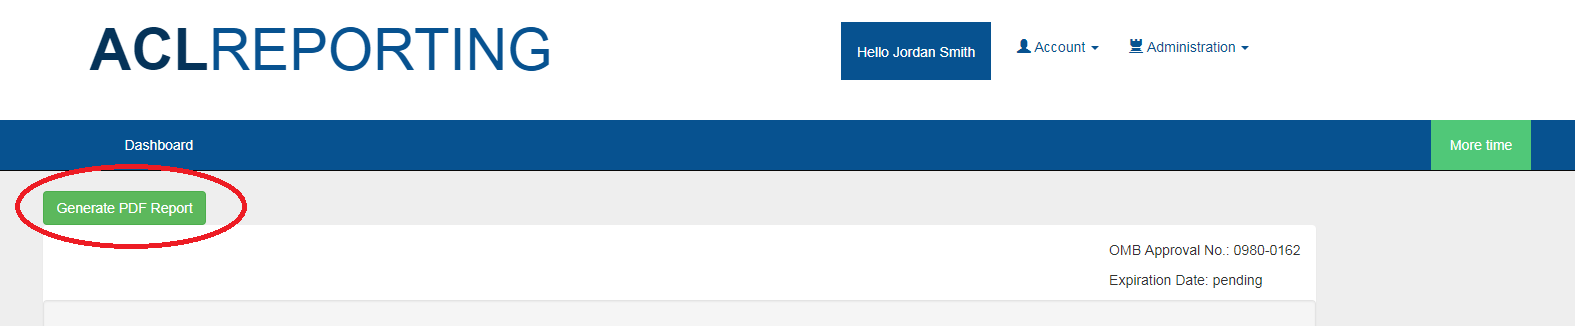 ACLREPORTING
Hello Jordan Smith
Account
Administration
Dashboard
More time
Generate PDF Report
OMB Approval No.: 0980-0162
Expiration Date: pending